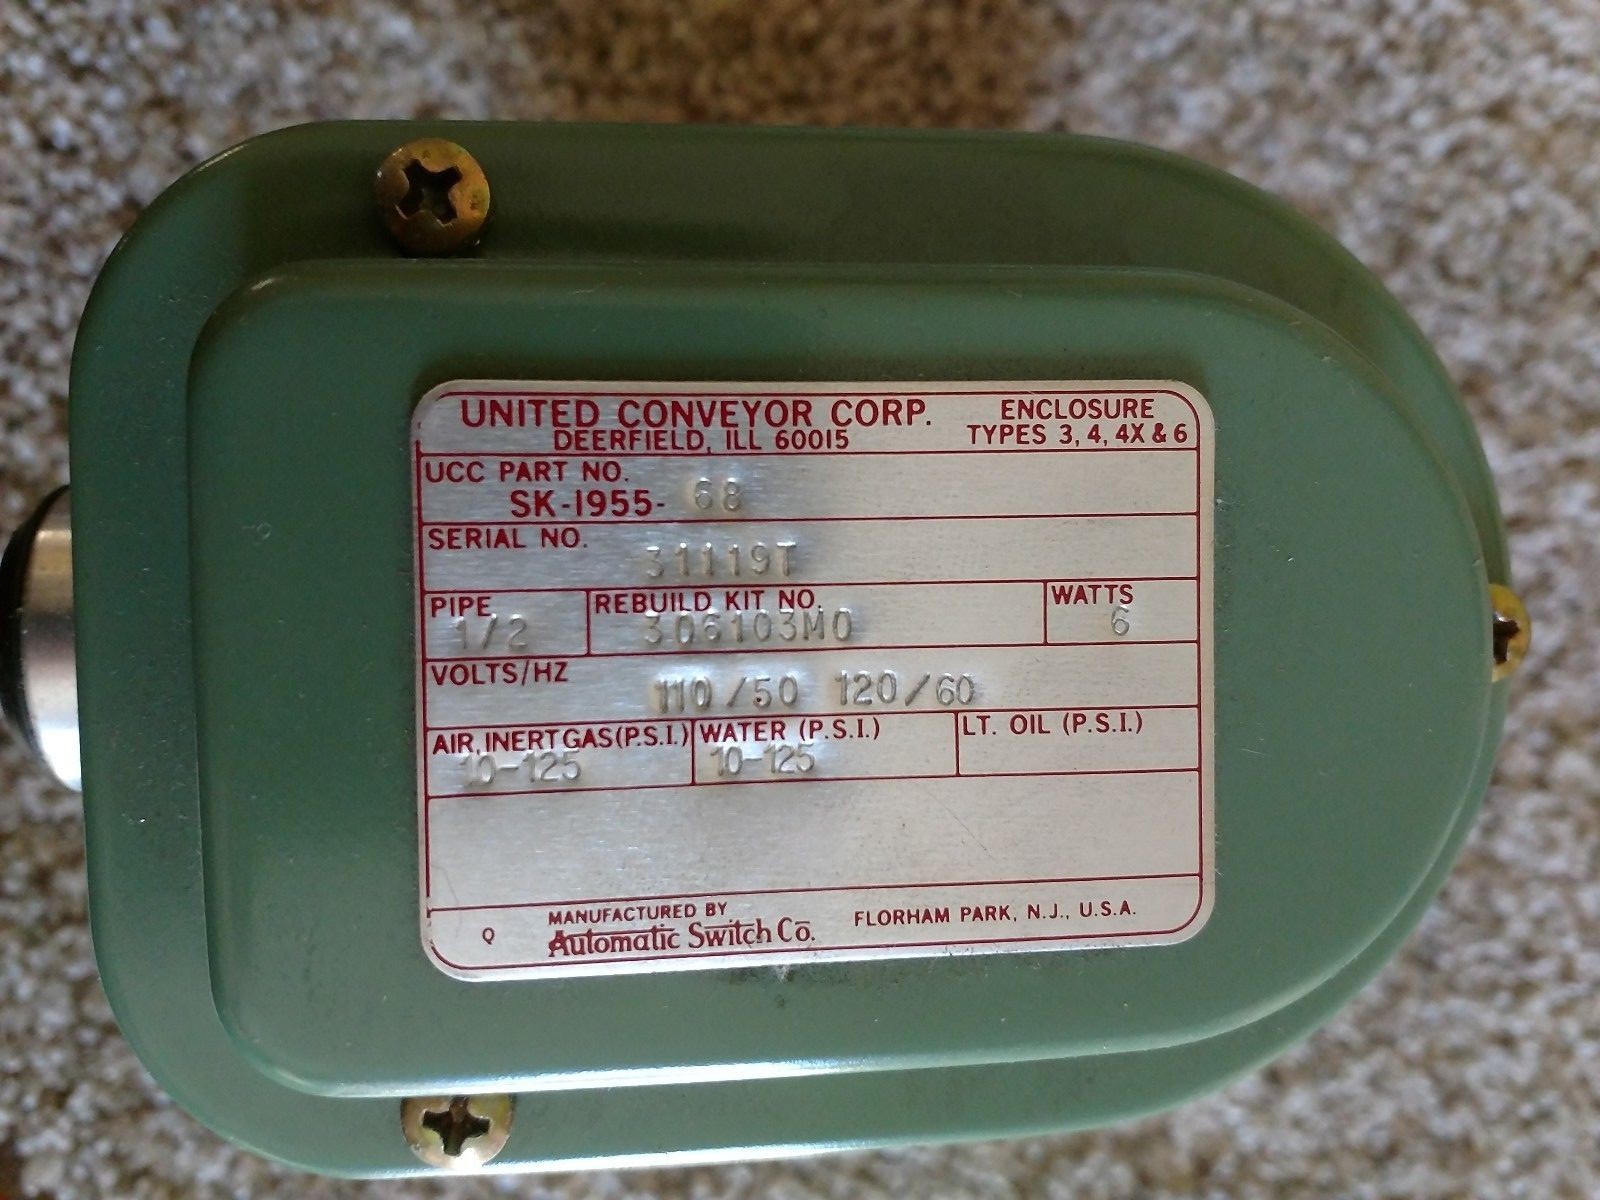 UNITED CONVEYOR CORP.
DEERFIELD, ILL 60015
ENCLOSURE
TYPES 3, 4, 4X & 6
UCC PART NO.
SK-1955- 68
SERIAL NO.
31119T
PIPE
1/2
REBUILD KIT NO.
306103M0
WATTS
6
VOLTS/HZ
110/50 120/60
AIR, INERT GAS (P.S.I.)
10-125
WATER (P.S.I.)
10-125
LT. OIL (P.S.I.)
Q
MANUFACTURED BY
Automatic Switch Co.
FLORHAM PARK, N.J., U.S.A.